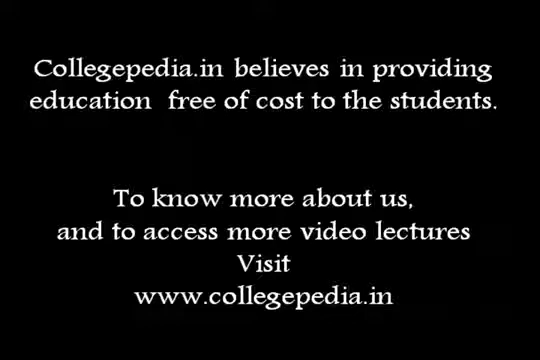 Collegepedia.in believes in providing
education  free of cost to the students.
To know more about us,
and to access more video lectures
Visit
www.collegepedia.in